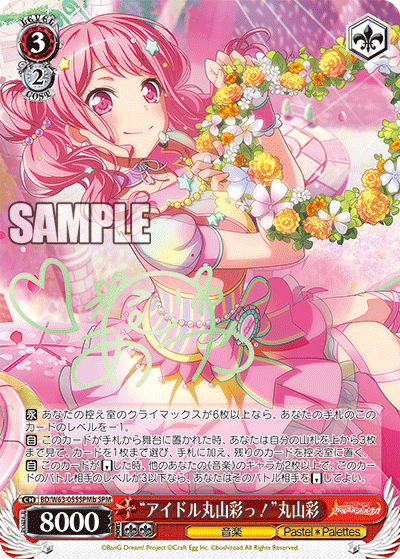 LEVEL
3
2
COST
SAMPLE
永 あなたの控え室のクライマックスが6枚以上なら、あなたの手札のこの
カードのレベルを-1。
自 このカードが手札から舞台に置かれた時、あなたは自分の山札を上から3枚
まで見て、カードを1枚まで選び、手札に加え、残りのカードを控え室に置く。
自 このカードが した時、他のあなたの《音楽》のキャラが2枚以上で、この
カードのバトル相手のレベルが3以下なら、あなたはそのバトル相手を してよい。
CH BD/W63-055SPMb SPM
8000
“アイドル丸山彩っ!”丸山彩
音楽
Pastel*Palettes
©BanG Dream! Project ©Craft Egg Inc. ©bushiroad All Rights Reserved.